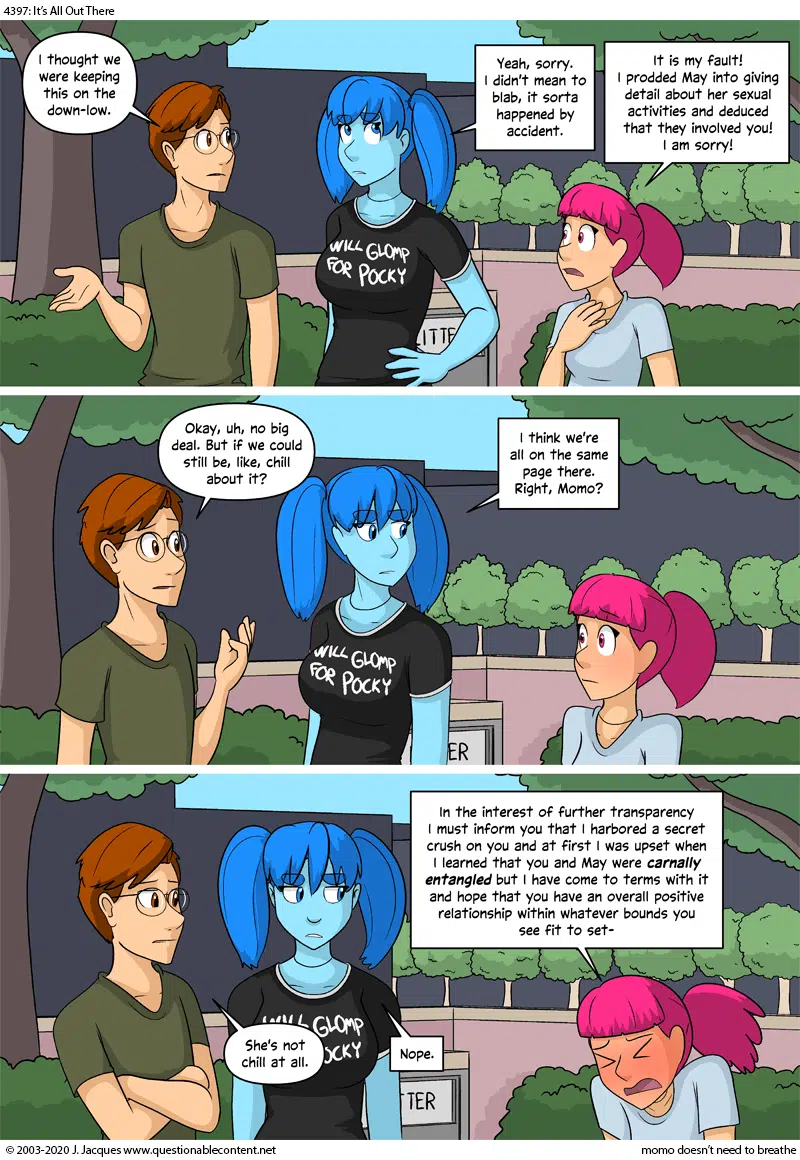 4397: It's All Out There
I thought we
were keeping
this on the
down-low.
Yeah, sorry.
I didn't mean to
blab, it sorta
happened by
accident.
It is my fault!
I prodded May into giving
detail about her sexual
activities and deduced
that they involved you!
I am sorry!
WILL GLOMP
FOR POCKY
ITTE
Okay, uh, no big
deal. But if we could
still be, like, chill
about it?
I think we're
all on the same
page there.
Right, Momo?
WILL GLOMP
FOR POCKY
ER
In the interest of further transparency
I must inform you that I harbored a secret
crush on you and at first I was upset when
I learned that you and May were carnally
entangled but I have come to terms with it
and hope that you have an overall positive
relationship within whatever bounds you
see fit to set-
WILL GLOMP
OCKY
She's not
chill at all.
Nope.
TTER
© 2003-2020 J. Jacques www.questionablecontent.net
momo doesn't need to breathe